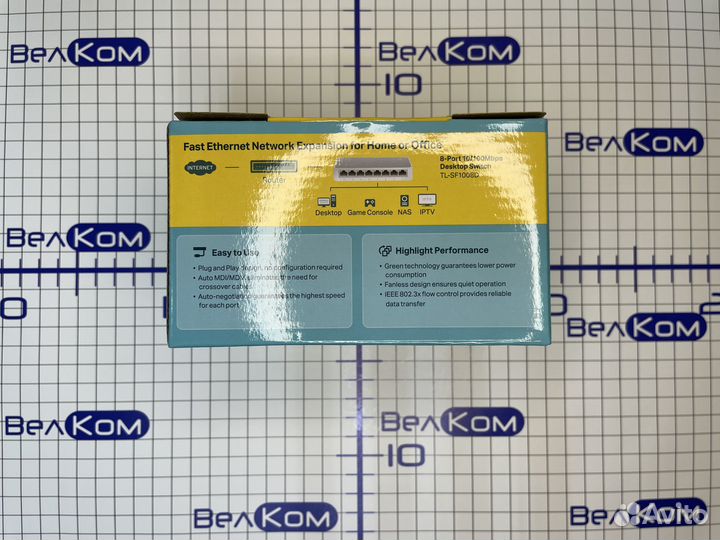 ВелКом
ВелКом
10
ВелКом
Fast Ethernet Network Expansion for Home or Office
INTERNET
Router
8-Port 10/100Mbps
Desktop Switch
TL-SF1008D
Desktop Game Console NAS IPTV
ВелКом
Easy to Use
• Plug and Play design, no configuration required
• Auto MDI/MDIX eliminates the need for
crossover cables
• Auto-negotiation guarantees the highest speed
for each port
Highlight Performance
• Green technology guarantees lower power
consumption
• Fanless design ensures quiet operation
• IEEE 802.3x flow control provides reliable
data transfer
ВелКом
ВелКом
ВелКом
10
ВелКом
ВелКом
Avito